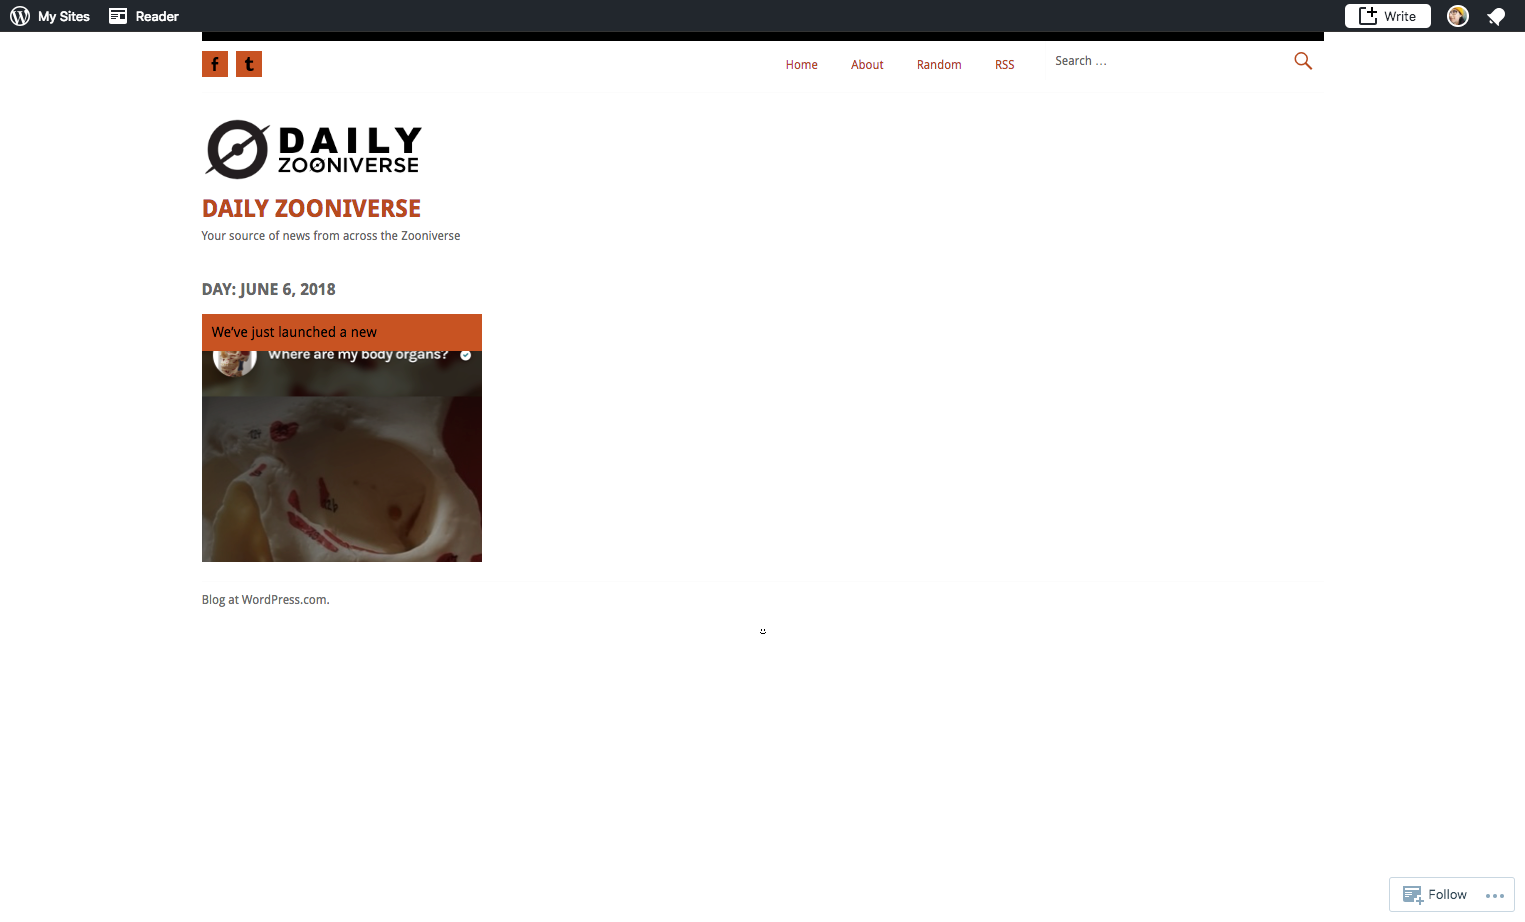 My Sites
Reader
Write
f
t
Home
About
Random
RSS
Search …
DAILY
ZOONIVERSE
DAILY ZOONIVERSE
Your source of news from across the Zooniverse
DAY: JUNE 6, 2018
We’ve just launched a new
Where are my body organs?
Blog at WordPress.com.
Follow